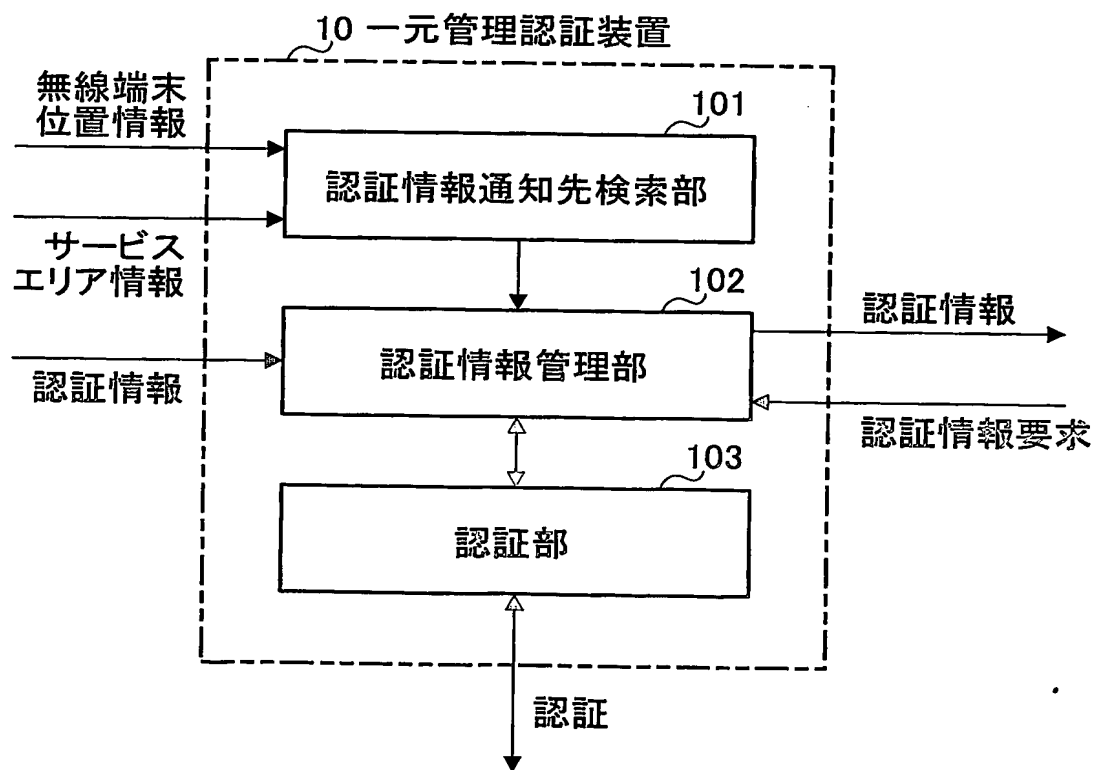 10 一元管理認証装置
無線端末
位置情報
101
認証情報通知先検索部
サービス
エリア情報
102
認証情報管理部
認証情報
認証情報
認証情報要求
103
認証部
認証